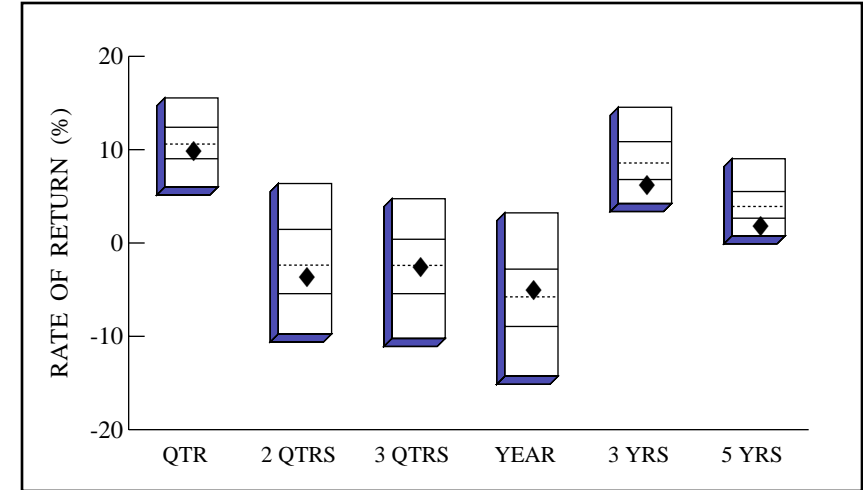 RATE OF RETURN (%)
20
10
0
-10
-20
QTR 2 QTRS 3 QTRS YEAR 3 YRS 5 YRS